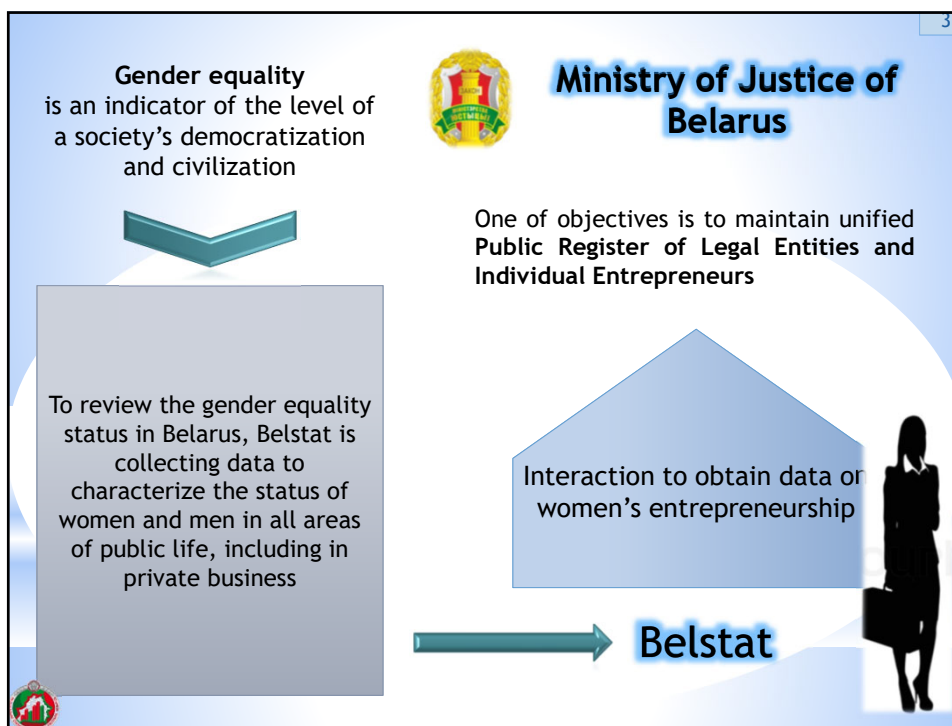 3
Gender equality
is an indicator of the level of
a society's democratization
and civilization
Ministry of Justice of
Belarus
One of objectives is to maintain unified
Public Register of Legal Entities and
Individual Entrepreneurs
To review the gender equality
status in Belarus, Belstat is
collecting data to
characterize the status of
women and men in all areas
of public life, including in
private business
Interaction to obtain data on
women's entrepreneurship
Belstat